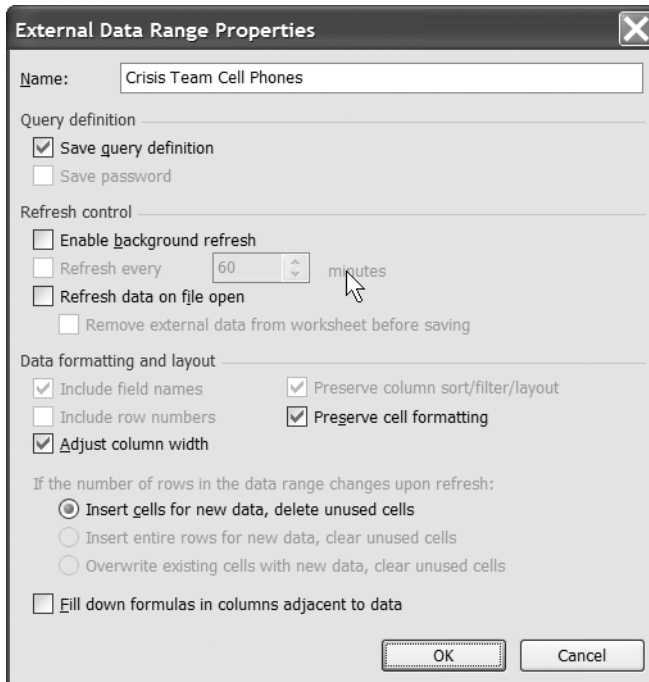 External Data Range Properties
Name: Crisis Team Cell Phones
Query definition
Save query definition
Save password
Refresh control
Enable background refresh
Refresh every 60 minutes
Refresh data on file open
Remove external data from worksheet before saving
Data formatting and layout
Include field names Preserve column sort/filter/layout
Include row numbers Preserve cell formatting
Adjust column width
If the number of rows in the data range changes upon refresh:
Insert cells for new data, delete unused cells
Insert entire rows for new data, clear unused cells
Overwrite existing cells with new data, clear unused cells
Fill down formulas in columns adjacent to data
OK Cancel